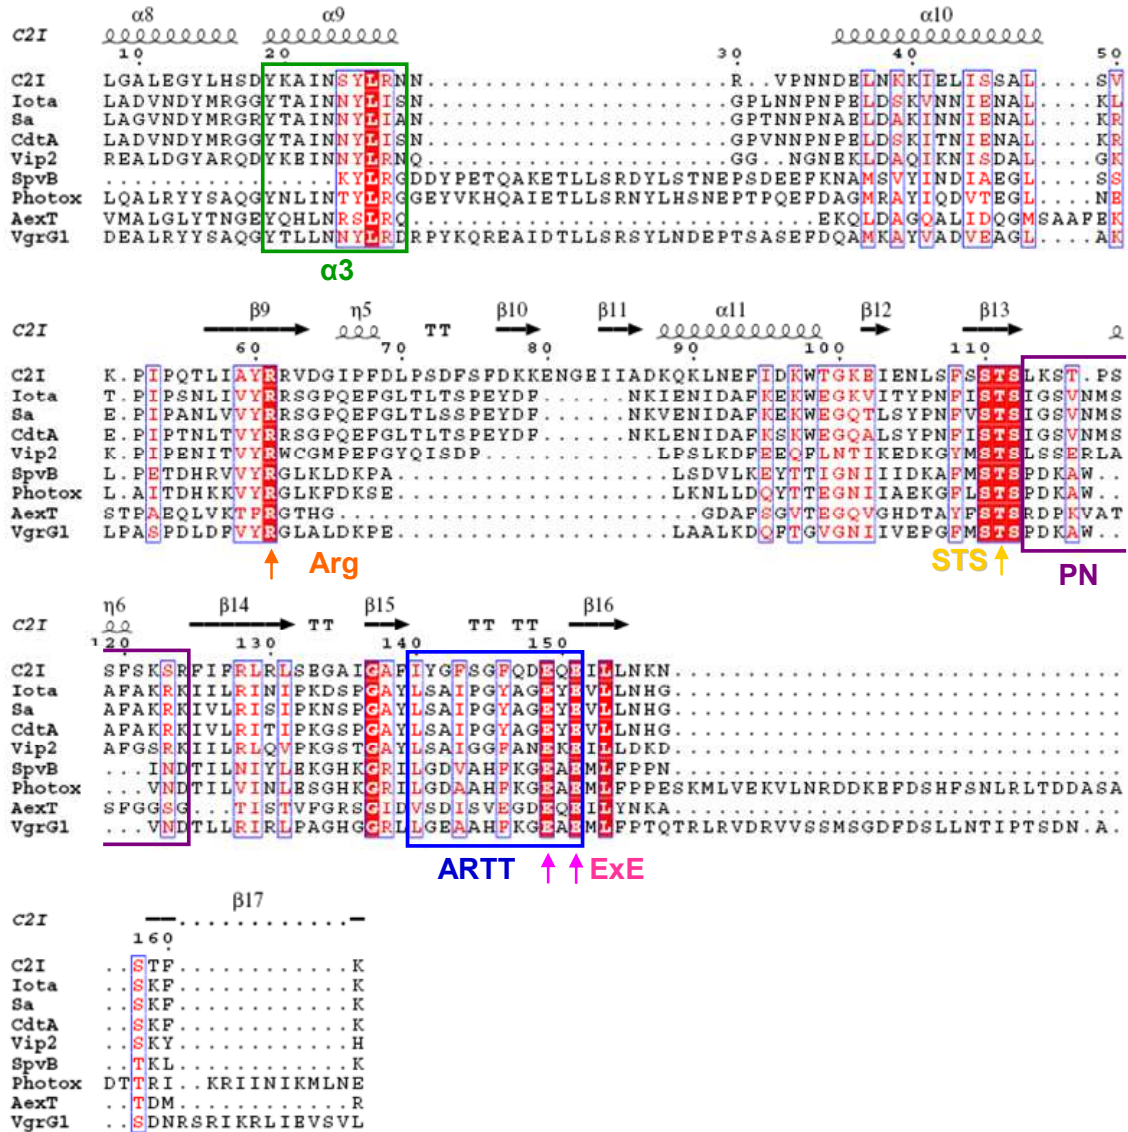 α8 α9 α10
C2I
10 20 30 40 50
C2I LGALEGYLHSDYKAINSYLRNN......................R..VPNNDELNKKIELISSAL....SV
Iota LADVNDYMRGGYTAINNYLISN......................GPLNNPNPELDSKVNNIENAL....KL
Sa LAGVNDYMRGRYTAINNYLIAN......................GPTNNPNAELDAKINNIENAL....KR
CdtA LADVNDYMRGGYTAINNYLISN......................GPVNNPNPELDSKITNIENAL....KR
Vip2 REALDGYARQDYKEINNYLRNQ......................GG..NGNEKLDAQIKNISDAL....GK
SpvB ................KYLRGDDYPETQAKETLLSRDYLSTNEPSDEEFKNAMSVYINDIAEGL....SS
Photox LQALRYYSAQGYNLINTYLRGGEYVKHQAIETLLSRNYLHSNEPTPQEFDAGMRAYIQDVTEGL....NE
AexT VMALGLYTNGEYQHLNRSLRQ...........................EKQLDAGQALIDQGMSAAFEK
VgrG1 DEALRYYSAQGYTLLNNYLRDRPYKQREAIDTLLSRSYLNDEPTSASEFDQAMKAYVADVEAGL....AK
α3
β9 η5 β10 β11 α11 β12 β13
C2I TT
60 70 80 90 100 110
C2I K.PIPQTLIAYRRVDGIPFDLPSDFSFDKKENGEIIADKQKLNEFIDKWTGKEIENLSFSSTSLKST.PS
Iota T.PIPSNLIVYRRSGPQEFGLTLTSPEYDF.......NKIENIDAFKEKWEGKVITYPNFISTSIGSVNMS
Sa E.PIPANLVVYRRSGPQEFGLTLSSPEYDF.......NKVENIDAFKEKWEGQTLSYPNFVSTSIGSVNMS
CdtA E.PIPTNLTVYRRSGPQEFGLTLTSPEYDF.......NKLENIDAFKSKWEGQALSYPNFISTSIGSVNMS
Vip2 K.PIPENITVYRWCGMPEFGYQISDP...........LPSLKDFEEQFLNTIKEDKGYMSTSLSSERLA
SpvB L.PETDHRVVYRGLKLDKPA.................LSDVLKEYTTIGNIIIDKAFMSTSPDKAW..
Photox L.AITDHKKVYRGLKFDKSE.................LKNLLDQYTTEGNIIAEKGFLSTSPDKAW..
AexT STPAEQLVKTFRGTHG.......................GDAFSGVTEGQVGHDTAYFSTSRDPKVAT
VgrG1 LPASPDLDFVYRGLALDKPE.................LAALKDQFTGVGNIIVEPGFMSTSPDKAW..
Arg STS PN
η6 β14 β15 β16
C2I TT TT TT
120 130 140 150
C2I SFSKSRFIFRLRLSEGAIGAFIYGFSGFQDEQEILLNKN...............................
Iota AFAKRKIILRINIPKDSPGAYLSAIPGYAGEYEVLLNHG...............................
Sa AFAKRKIVLRISIPKNSPGAYLSAIPGYAGEYEVLLNHG...............................
CdtA AFAKRKIVLRITIPKGSPGAYLSAIPGYAGEYEVLLNHG...............................
Vip2 AFGSRKIILRLQVPKGSTGAYLSAIGGFANEKEILLDKD...............................
SpvB ...INDTILNIYLEKGHKGRILGDVAHFKGEAEMLFPPN...............................
Photox ...VNDTILVINLESGHKGRILGDAAHFKGEAEMLFPPESKMLVEKVLNRDDKEFDSHFSNLRLTDDASA
AexT SFGGSG...TISTVFGRSGIDVSDISVEGDEQEILYNKA...............................
VgrG1 ...VNDTLLRIRLPAGHGGRLLGEAAHFKGEAEMLFPTQTRLRVDRVVSSMSGDFDSLLNTIPTSDN.A.
ARTT ExE
β17
C2I
160
C2I ..STF............K
Iota ..SKF............K
Sa ..SKF............K
CdtA ..SKF............K
Vip2 ..SKY............H
SpvB ..TKL............K
Photox DTTRI..KRIINIKMLNE
AexT ..TDM............R
VgrG1 ..SDNRSRIKRLIEVSVL